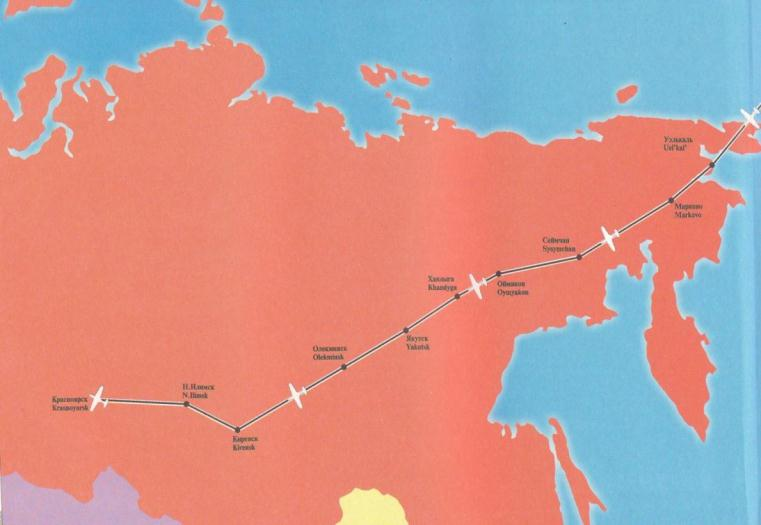 Уэлькаль
Uel'kal'
Марково
Markovo
Сеймчан
Syeymchan
Оймякон
Oymyakon
Хандыга
Khandyga
Якутск
Yakutsk
Олекминск
Olekminsk
Н.Илимск
N.Ilimsk
Красноярск
Krasnoyarsk
Киренск
Kirensk